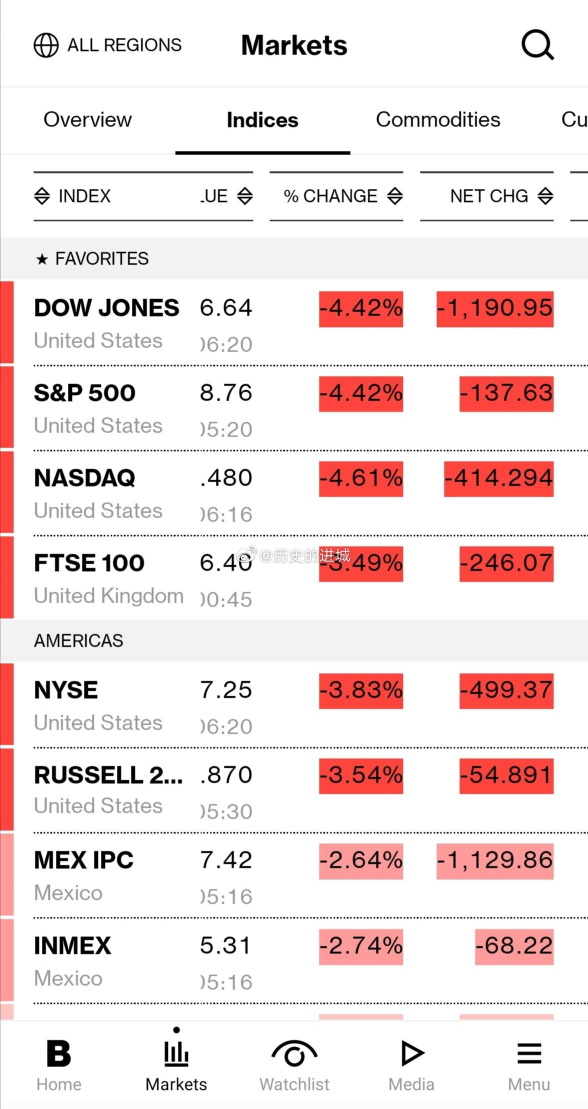 ALL REGIONS Markets
Overview Indices Commodities Cu
INDEX LUE % CHANGE NET CHG
★ FAVORITES
DOW JONES 6.64 -4.42% -1,190.95
United States 06:20
S&P 500 8.76 -4.42% -137.63
United States 05:20
NASDAQ .480 -4.61% -414.294
United States 06:16
FTSE 100 6.40 -3.49% -246.07
@历史的进城
United Kingdom 00:45
AMERICAS
NYSE 7.25 -3.83% -499.37
United States 06:20
RUSSELL 2... .870 -3.54% -54.891
United States 05:30
MEX IPC 7.42 -2.64% -1,129.86
Mexico 05:16
INMEX 5.31 -2.74% -68.22
Mexico 05:16
B
Home Markets Watchlist Media Menu